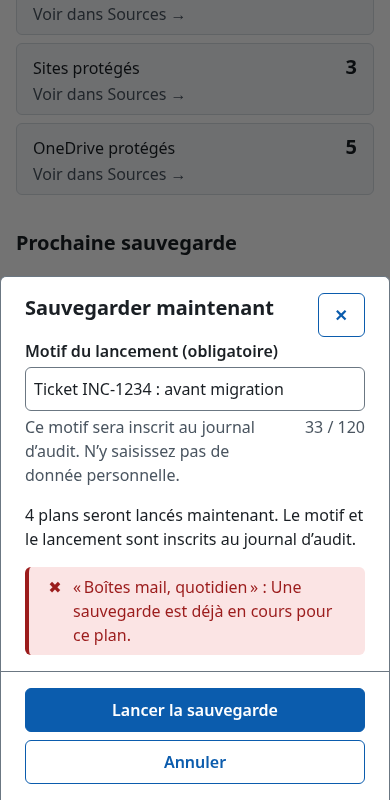 Voir dans Sources →
Sites protégés 3
Voir dans Sources →
OneDrive protégés 5
Voir dans Sources →
Prochaine sauvegarde
Sauvegarder maintenant ×
Motif du lancement (obligatoire)
Ticket INC-1234 : avant migration
Ce motif sera inscrit au journal 33 / 120
d’audit. N’y saisissez pas de
donnée personnelle.
4 plans seront lancés maintenant. Le motif et
le lancement sont inscrits au journal d’audit.
✖ « Boîtes mail, quotidien » : Une
sauvegarde est déjà en cours pour
ce plan.
Lancer la sauvegarde
Annuler